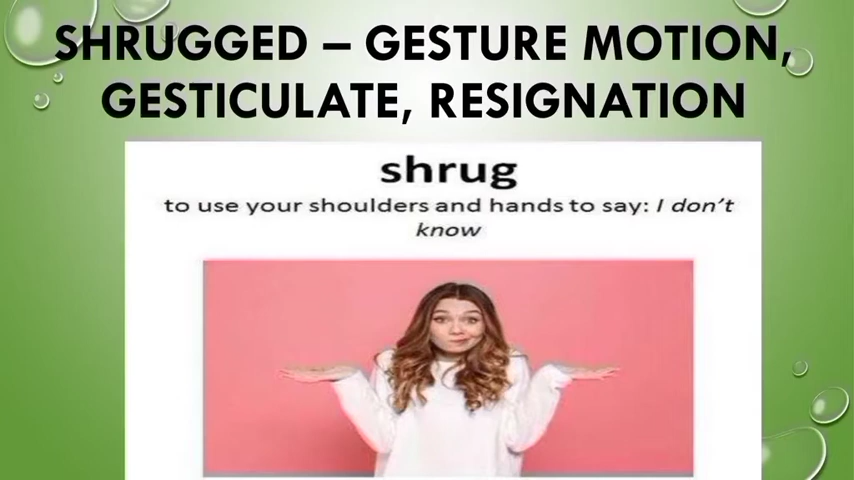 SHRUGGED – GESTURE MOTION,
GESTICULATE, RESIGNATION
shrug
to use your shoulders and hands to say: I don't
know